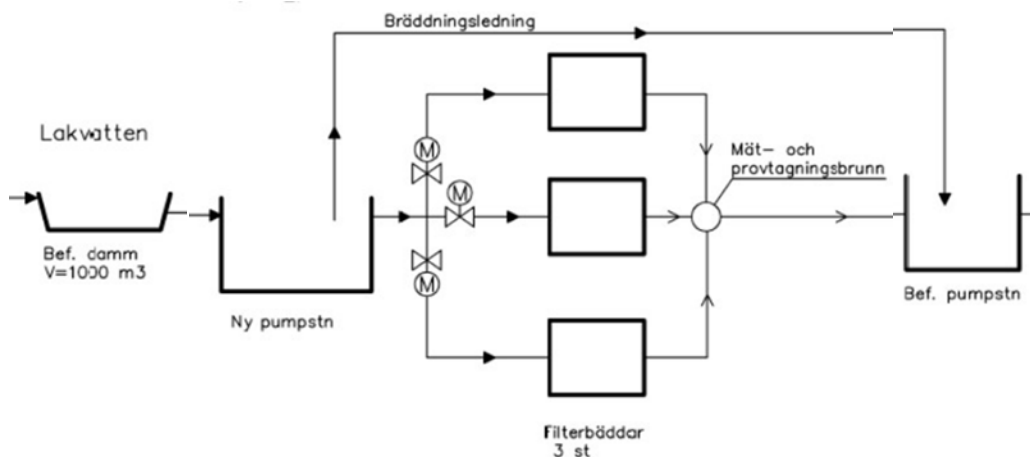 Bräddningsledning
Lakvatten
M
M
M
Mät- och
provtagningsbrunn
Bef. damm
V=1000 m3
Ny pumpstn
Bef. pumpstn
Filterbäddar
3 st